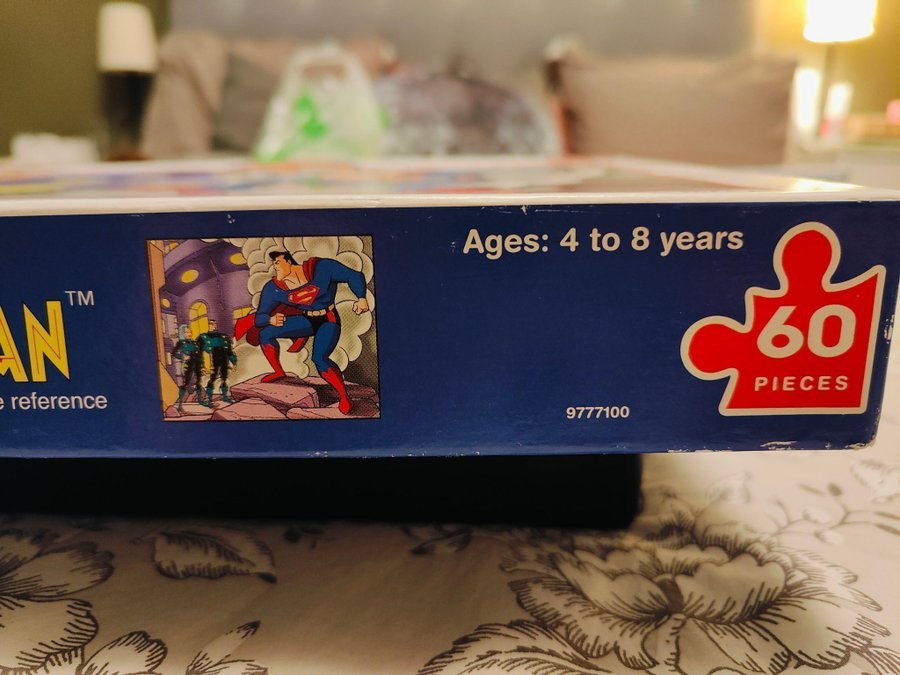 AN™
e reference
Ages: 4 to 8 years
9777100
60
PIECES